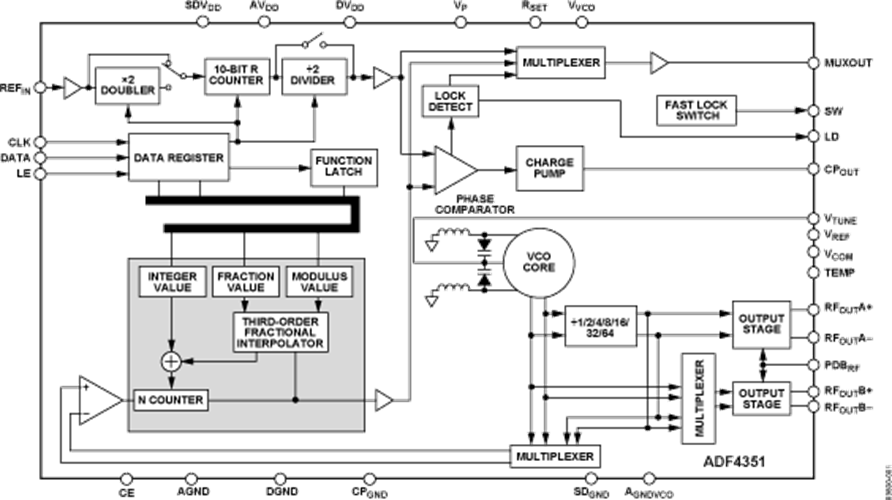 SDVDD AVDD DVDD VP RSET VVCO
REFIN
×2
DOUBLER
10-BIT R
COUNTER
÷2
DIVIDER
MULTIPLEXER
MUXOUT
LOCK
DETECT
FAST LOCK
SWITCH
SW
LD
CLK
DATA
LE
DATA REGISTER
FUNCTION
LATCH
PHASE
COMPARATOR
CHARGE
PUMP
CPOUT
VTUNE
VREF
VCOM
TEMP
VCO
CORE
INTEGER
VALUE
FRACTION
VALUE
MODULUS
VALUE
THIRD-ORDER
FRACTIONAL
INTERPOLATOR
+
N COUNTER
+
−
÷1/2/4/8/16/
32/64
OUTPUT
STAGE
RFOUTA+
RFOUTA−
PDBRF
MULTIPLEXER
OUTPUT
STAGE
RFOUTB+
RFOUTB−
MULTIPLEXER
ADF4351
CE AGND DGND CPGND SDGND AGNDVCO